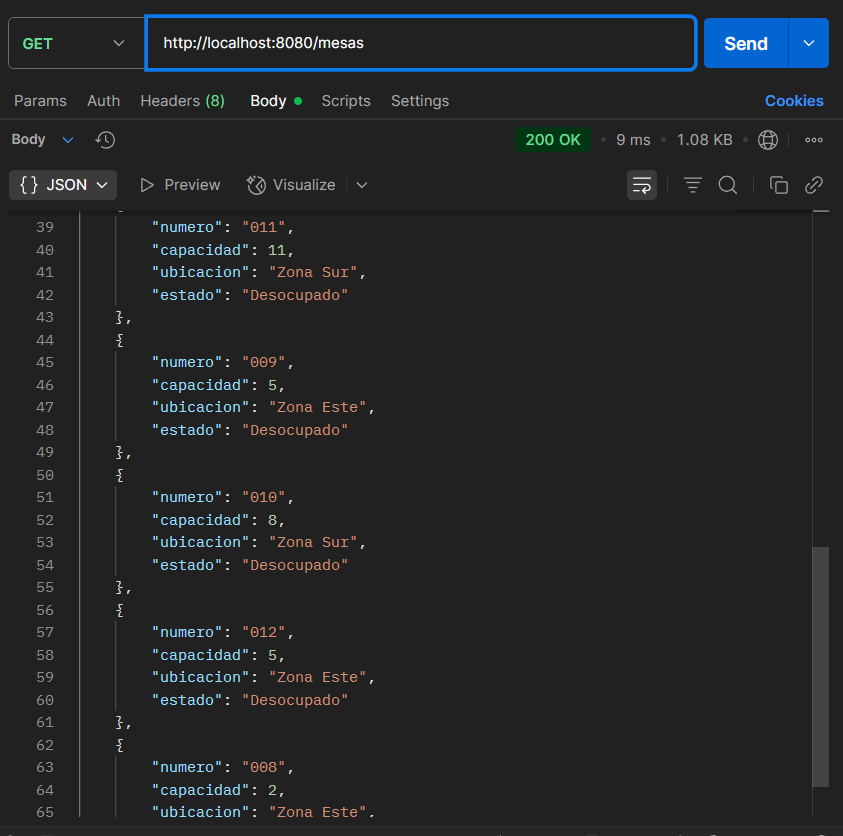 GET http://localhost:8080/mesas Send
Params Auth Headers (8) Body Scripts Settings Cookies
Body 200 OK 9 ms 1.08 KB
{} JSON Preview Visualize
39 "numero": "011",
40 "capacidad": 11,
41 "ubicacion": "Zona Sur",
42 "estado": "Desocupado"
43 },
44 {
45 "numero": "009",
46 "capacidad": 5,
47 "ubicacion": "Zona Este",
48 "estado": "Desocupado"
49 },
50 {
51 "numero": "010",
52 "capacidad": 8,
53 "ubicacion": "Zona Sur",
54 "estado": "Desocupado"
55 },
56 {
57 "numero": "012",
58 "capacidad": 5,
59 "ubicacion": "Zona Este",
60 "estado": "Desocupado"
61 },
62 {
63 "numero": "008",
64 "capacidad": 2,
65 "ubicacion": "Zona Este",